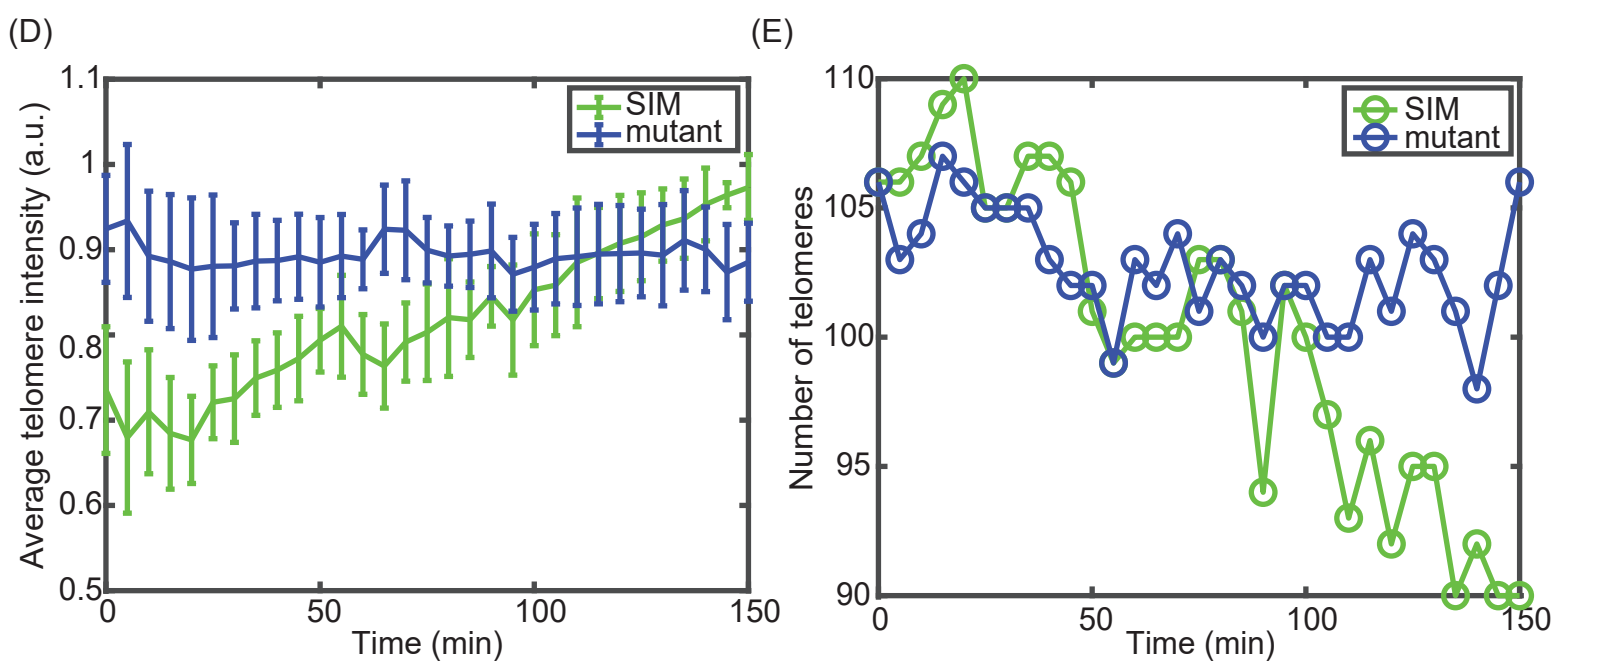 (D)
(E)
1.1
1
0.9
0.8
0.7
0.6
0.5
0
50
100
150
Average telomere intensity (a.u.)
Time (min)
SIM
mutant
110
105
100
95
90
0
50
100
150
Number of telomeres
Time (min)
SIM
mutant